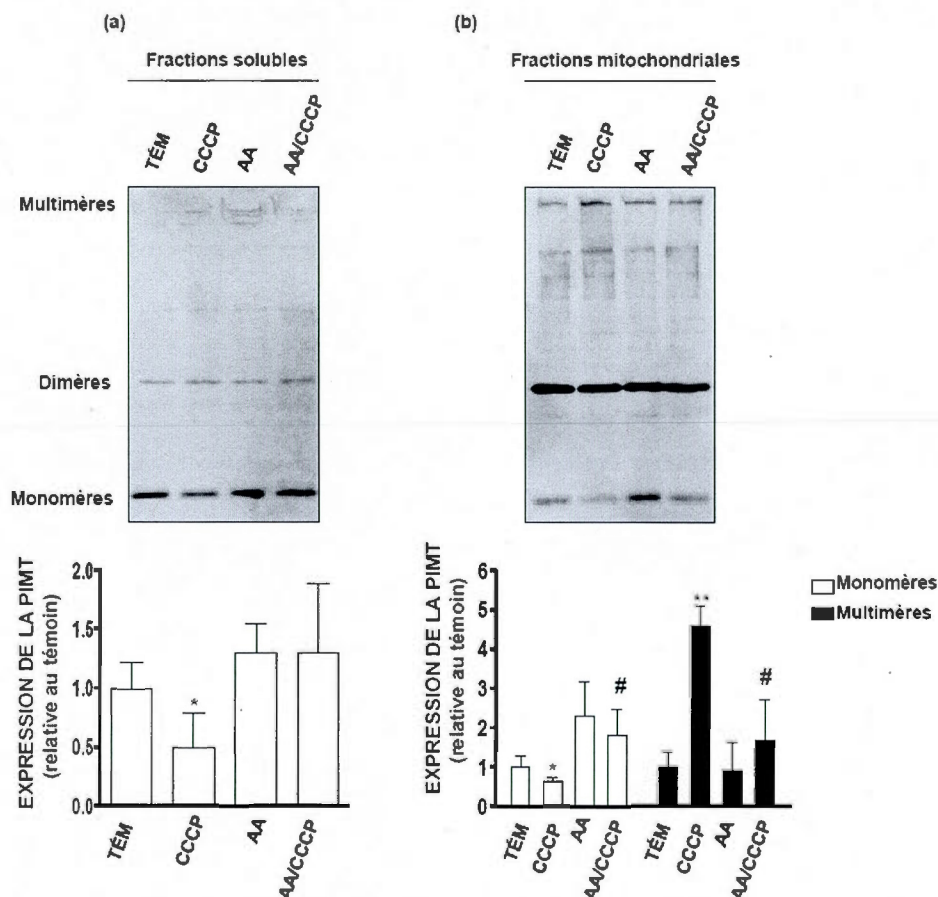 (a)
(b)
Fractions solubles
Fractions mitochondriales
TÉM
CCCP
AA
AA/CCCP
TÉM
CCCP
AA
AA/CCCP
Multimères
Dimères
Monomères
EXPRESSION DE LA PIMT
(relative au témoin)
2.0
1.5
1.0
0.5
0.0
*
TÉM
CCCP
AA
AA/CCCP
EXPRESSION DE LA PIMT
(relative au témoin)
6
5
4
3
2
1
0
*
#
**
#
TÉM
CCCP
AA
AA/CCCP
TÉM
CCCP
AA
AA/CCCP
Monomères
Multimères